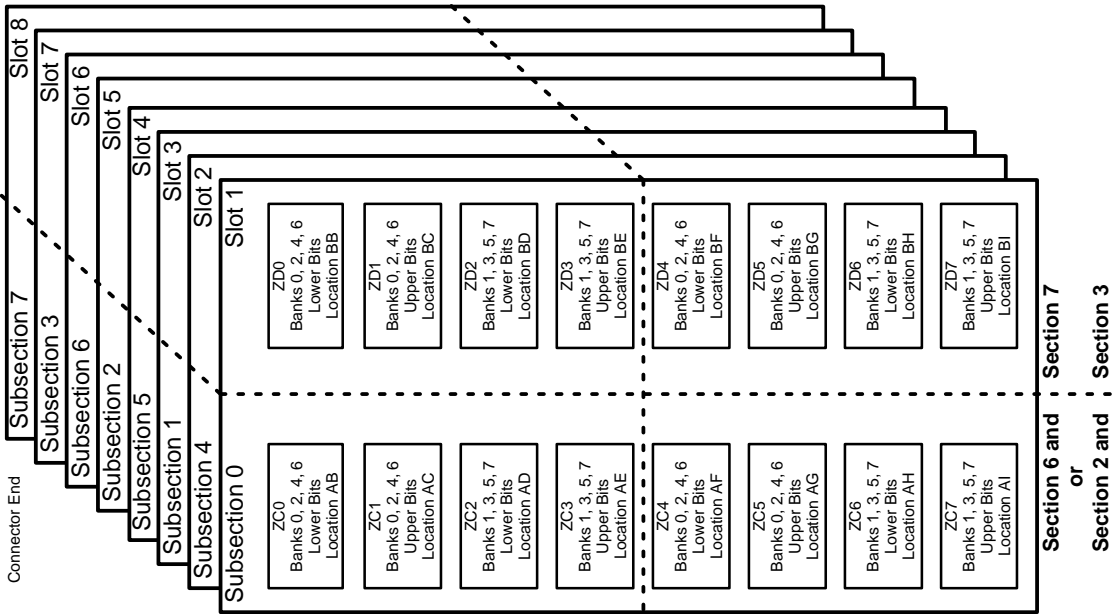 Connector End
Subsection 7
Slot 8
Subsection 3
Slot 7
Subsection 6
Slot 6
Subsection 2
Slot 5
Subsection 5
Slot 4
Subsection 1
Slot 3
Subsection 4
Slot 2
Subsection 0
Slot 1
ZC0
Banks 0, 2, 4, 6
Lower Bits
Location AB
ZD0
Banks 0, 2, 4, 6
Lower Bits
Location BB
ZC1
Banks 0, 2, 4, 6
Upper Bits
Location AC
ZD1
Banks 0, 2, 4, 6
Upper Bits
Location BC
ZC2
Banks 1, 3, 5, 7
Lower Bits
Location AD
ZD2
Banks 1, 3, 5, 7
Lower Bits
Location BD
ZC3
Banks 1, 3, 5, 7
Upper Bits
Location AE
ZD3
Banks 1, 3, 5, 7
Upper Bits
Location BE
ZC4
Banks 0, 2, 4, 6
Lower Bits
Location AF
ZD4
Banks 0, 2, 4, 6
Lower Bits
Location BF
ZC5
Banks 0, 2, 4, 6
Upper Bits
Location AG
ZD5
Banks 0, 2, 4, 6
Upper Bits
Location BG
ZC6
Banks 1, 3, 5, 7
Lower Bits
Location AH
ZD6
Banks 1, 3, 5, 7
Lower Bits
Location BH
ZC7
Banks 1, 3, 5, 7
Upper Bits
Location AI
ZD7
Banks 1, 3, 5, 7
Upper Bits
Location BI
Section 6 and Section 7
or
Section 2 and Section 3